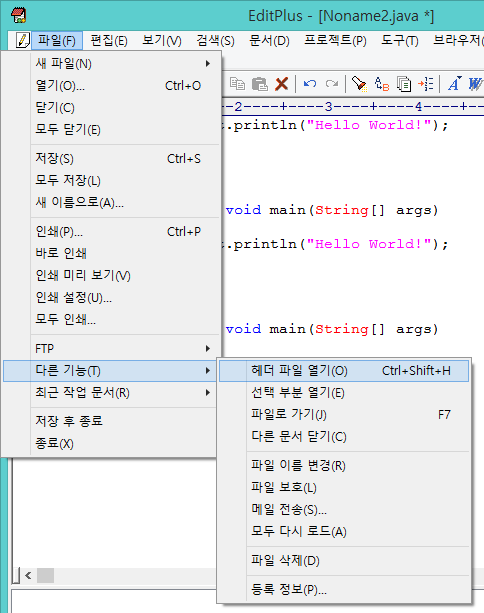 EditPlus - [Noname2.java *]
파일(F) 편집(E) 보기(V) 검색(S) 문서(D) 프로젝트(P) 도구(T) 브라우저(
새 파일(N)
열기(O)... Ctrl+O
닫기(C)
모두 닫기(E)
저장(S) Ctrl+S
모두 저장(L)
새 이름으로(A)...
인쇄(P)... Ctrl+P
바로 인쇄
인쇄 미리 보기(V)
인쇄 설정(U)...
모두 인쇄...
FTP
다른 기능(T)
최근 작업 문서(R)
저장 후 종료
종료(X)
--2----+----3----+----4----+--
t.println("Hello World!");
void main(String[] args)
t.println("Hello World!");
void main(String[] args)
헤더 파일 열기(O) Ctrl+Shift+H
선택 부분 열기(E)
파일로 가기(J) F7
다른 문서 닫기(C)
파일 이름 변경(R)
파일 보호(L)
메일 전송(S)...
모두 다시 로드(A)
파일 삭제(D)
등록 정보(P)...